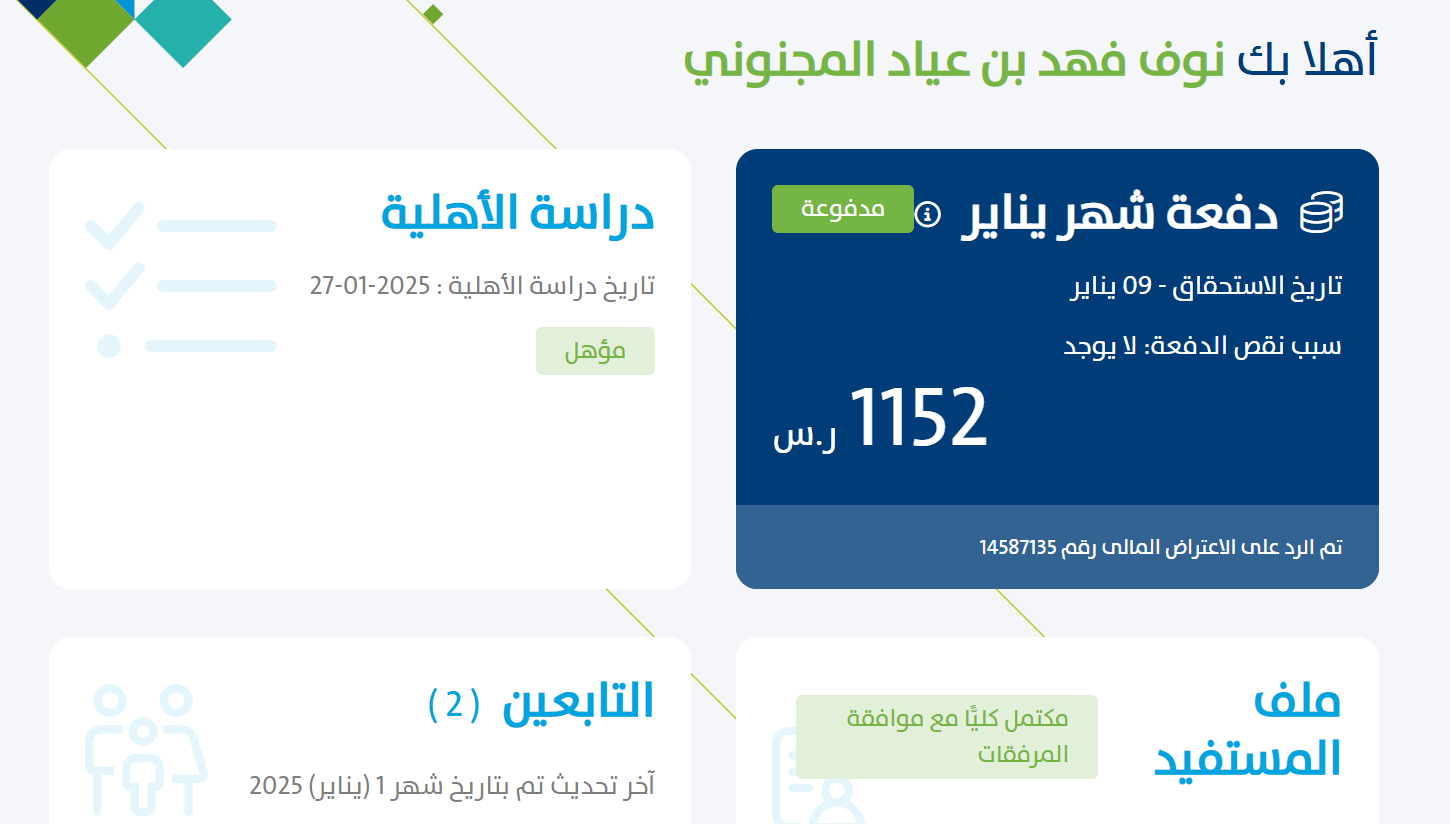 أهلا بك نوف فهد بن عياد المجنوني
دفعة شهر يناير
مدفوعة
تاريخ الاستحقاق - 09 يناير
سبب نقص الدفعة: لا يوجد
1152 ر.س
تم الرد على الاعتراض المالى رقم 14587135
دراسة الأهلية
تاريخ دراسة الأهلية : 2025-01-27
مؤهل
ملف
المستفيد
مكتمل كليًّا مع موافقة
المرفقات
التابعين (2)
آخر تحديث تم بتاريخ شهر 1 (يناير) 2025